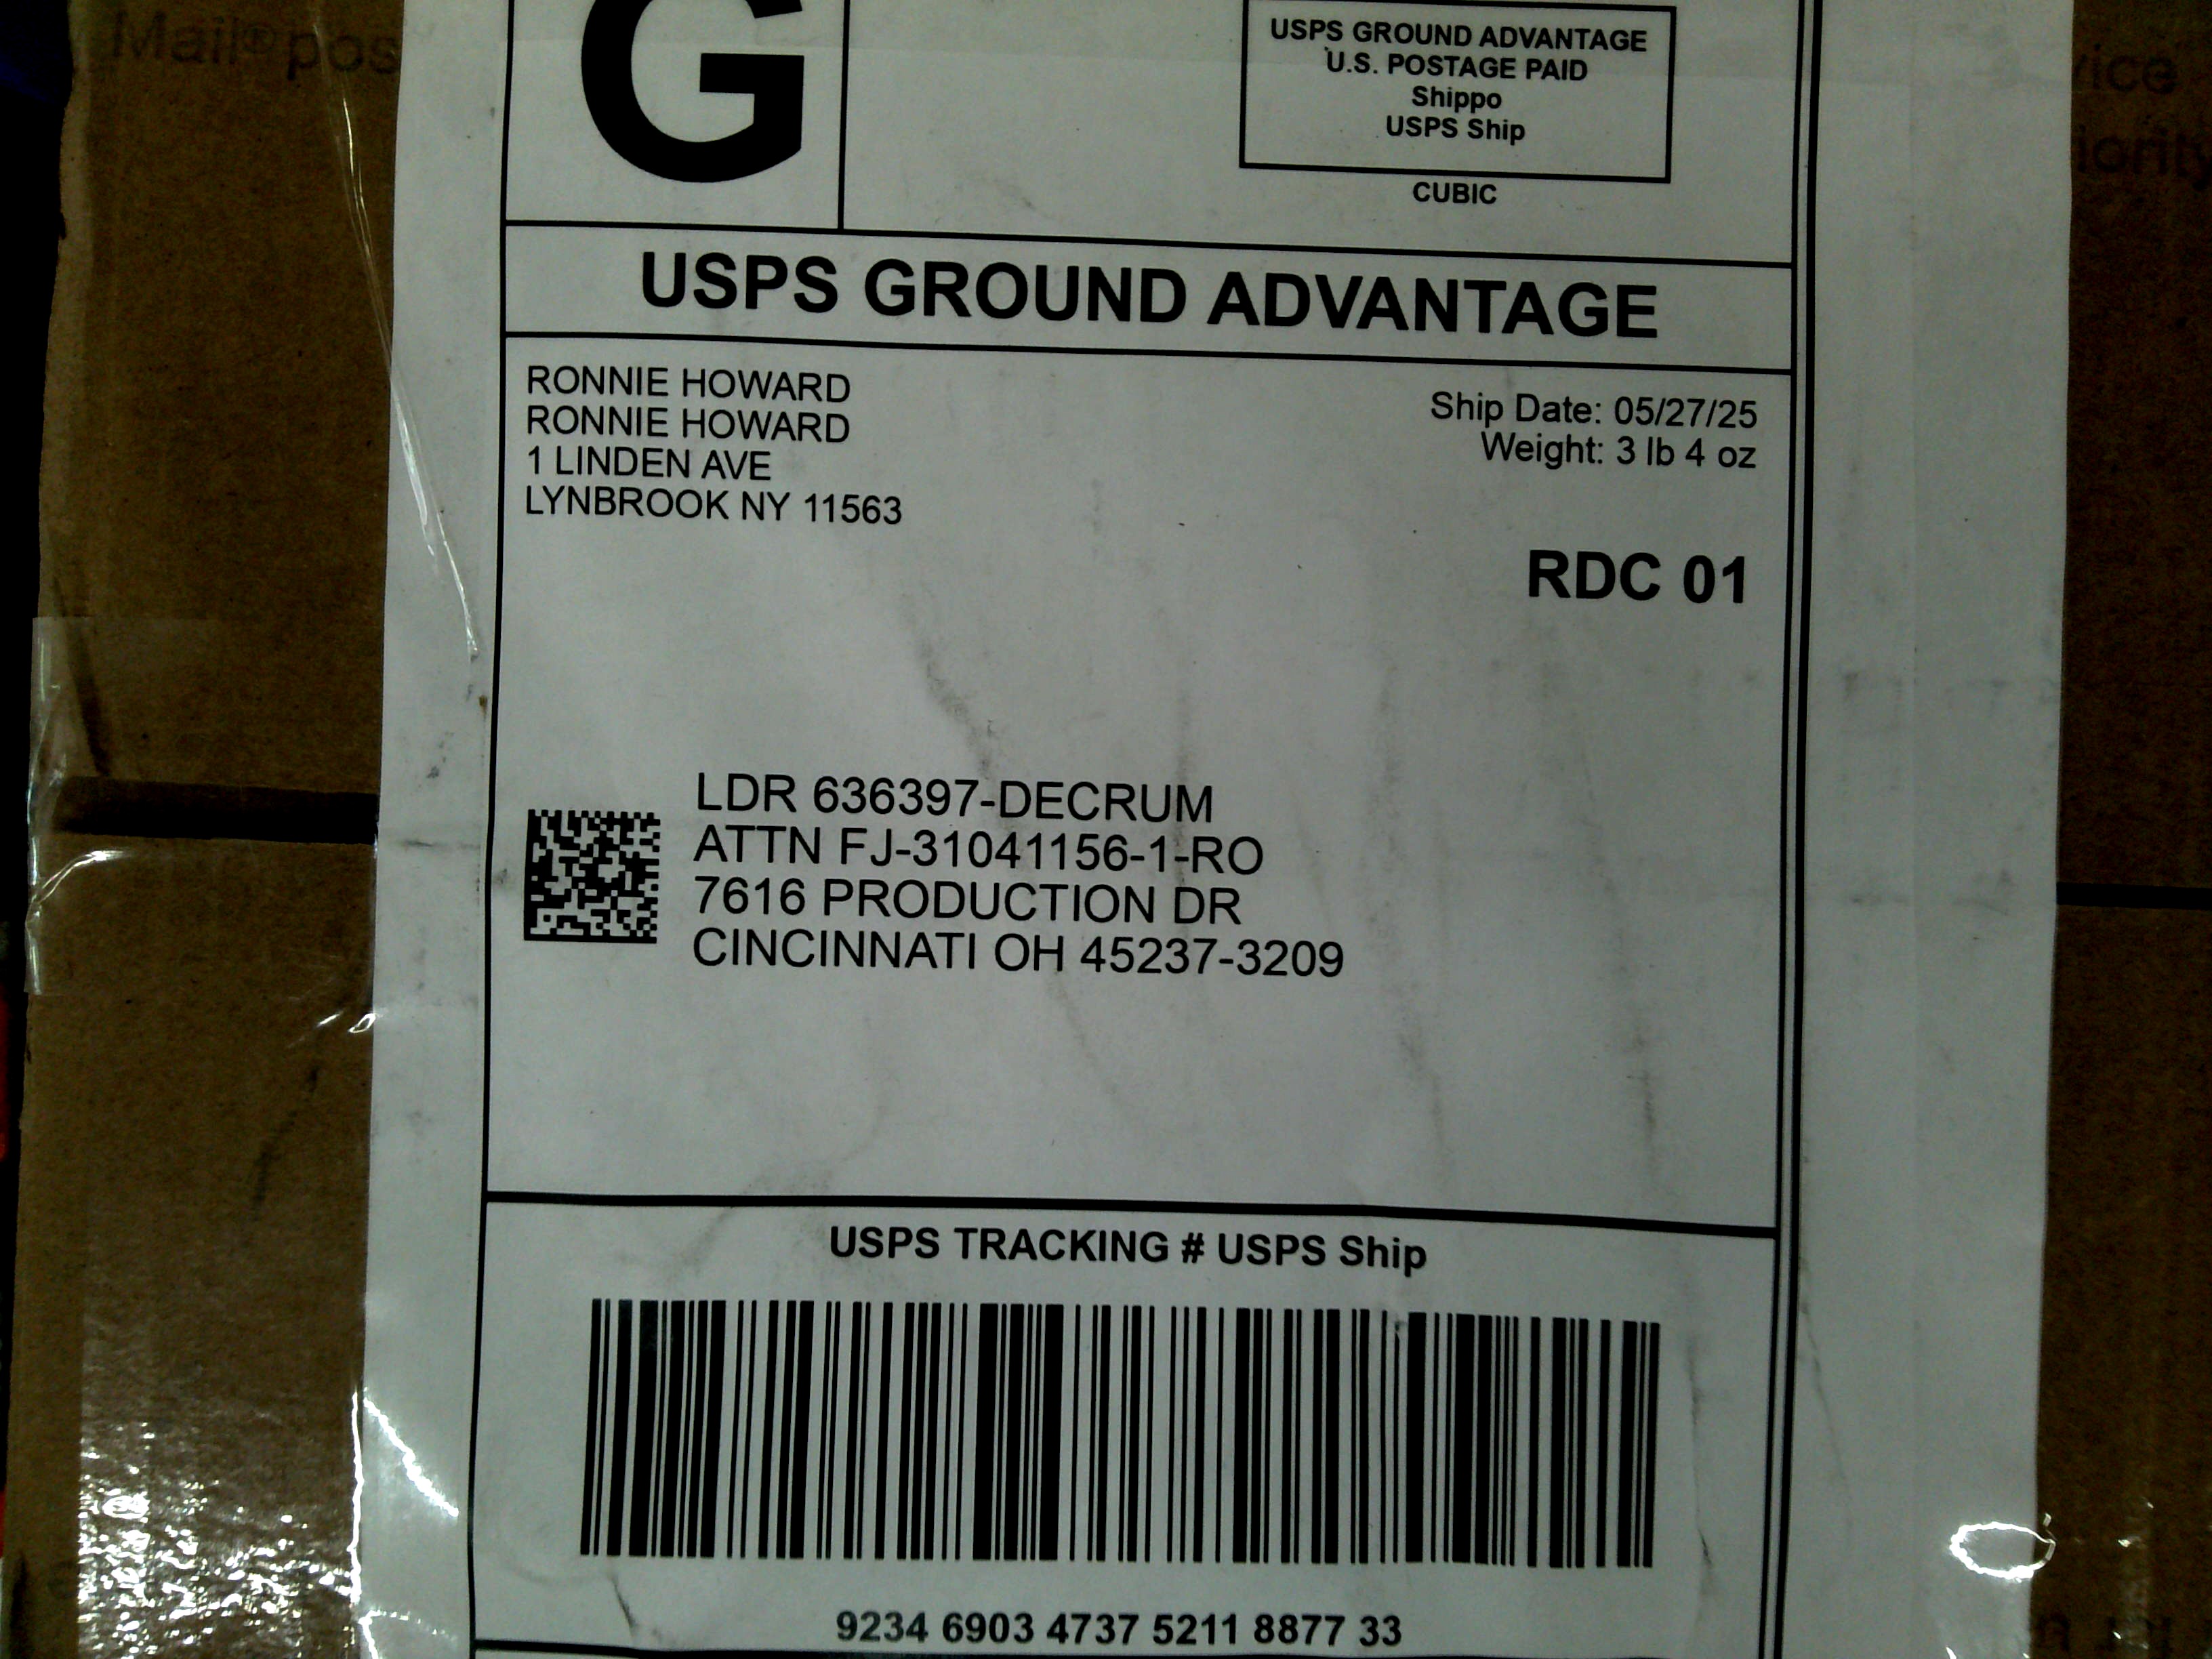 Mail® pos
G
USPS GROUND ADVANTAGE
U.S. POSTAGE PAID
Shippo
USPS Ship
CUBIC
USPS GROUND ADVANTAGE
RONNIE HOWARD
RONNIE HOWARD
1 LINDEN AVE
LYNBROOK NY 11563
Ship Date: 05/27/25
Weight: 3 lb 4 oz
RDC 01
LDR 636397-DECRUM
ATTN FJ-31041156-1-RO
7616 PRODUCTION DR
CINCINNATI OH 45237-3209
USPS TRACKING # USPS Ship
9234 6903 4737 5211 8877 33